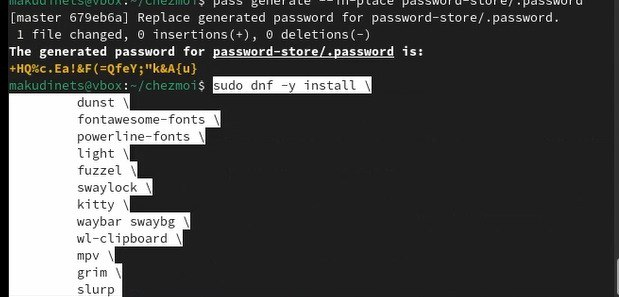 makudinets@vbox:~/chezmoi$ pass generate --in-place password-store/.password
[master 679eb6a] Replace generated password for password-store/.password.
1 file changed, 0 insertions(+), 0 deletions(-)
The generated password for password-store/.password is:
+HQ%c.Ea!&F(=QfeY;"k&A{u}
makudinets@vbox:~/chezmoi$ sudo dnf -y install \
dunst \
fontawesome-fonts \
powerline-fonts \
light \
fuzzel \
swaylock \
kitty \
waybar swaybg \
wl-clipboard \
mpv \
grim \
slurp